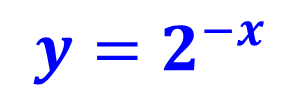 y = 2⁻ˣ